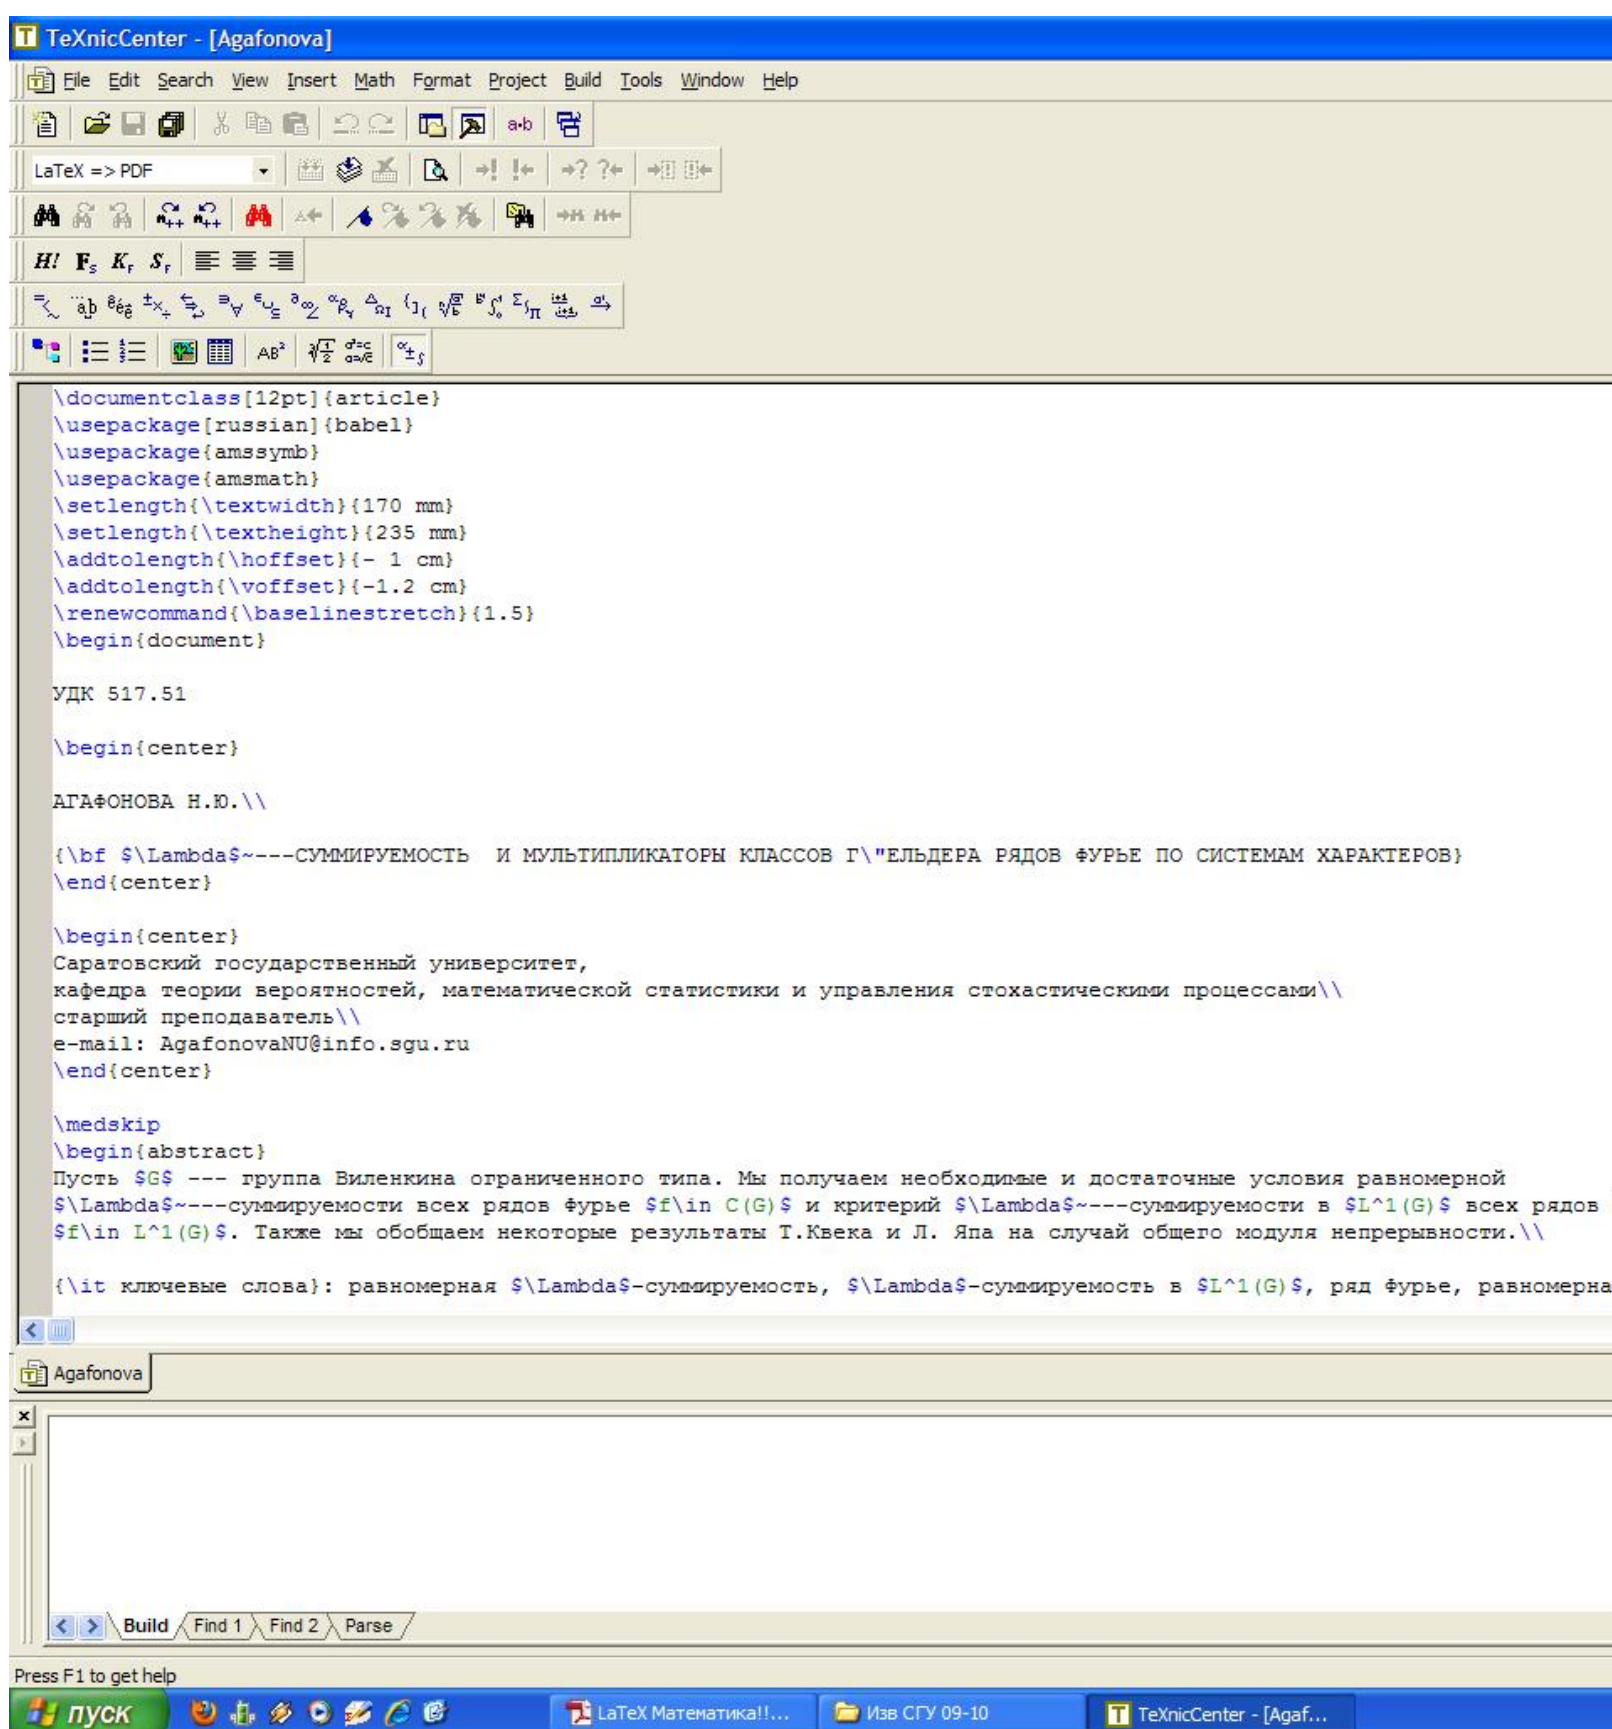 TeXnicCenter - [Agafonova]
File Edit Search View Insert Math Format Project Build Tools Window Help
a·b
LaTeX => PDF
H! Fs KF SF
AB²
\documentclass[12pt]{article}
\usepackage[russian]{babel}
\usepackage{amssymb}
\usepackage{amsmath}
\setlength{\textwidth}{170 mm}
\setlength{\textheight}{235 mm}
\addtolength{\hoffset}{- 1 cm}
\addtolength{\voffset}{-1.2 cm}
\renewcommand{\baselinestretch}{1.5}
\begin{document}
УДК 517.51
\begin{center}
АГАФОНОВА Н.Ю.\\
{\bf $\Lambda$~---СУММИРУЕМОСТЬ  И МУЛЬТИПЛИКАТОРЫ КЛАССОВ Г\"ЕЛЬДЕРА РЯДОВ ФУРЬЕ ПО СИСТЕМАМ ХАРАКТЕРОВ}
\end{center}
\begin{center}
Саратовский государственный университет,
кафедра теории вероятностей, математической статистики и управления стохастическими процессами\\
старший преподаватель\\
e-mail: AgafonovaNU@info.sgu.ru
\end{center}
\medskip
\begin{abstract}
Пусть $G$ --- группа Виленкина ограниченного типа. Мы получаем необходимые и достаточные условия равномерной
$\Lambda$~---суммируемости всех рядов Фурье $f\in C(G)$ и критерий $\Lambda$~---суммируемости в $L^1(G)$ всех рядов
$f\in L^1(G)$. Также мы обобщаем некоторые результаты Т.Квека и Л. Япа на случай общего модуля непрерывности.\\
{\it ключевые слова}: равномерная $\Lambda$-суммируемость, $\Lambda$-суммируемость в $L^1(G)$, ряд Фурье, равномерна
Agafonova
Build Find 1 Find 2 Parse
Press F1 to get help
пуск LaTeX Математика!!... Изв СГУ 09-10 TeXnicCenter - [Agaf...